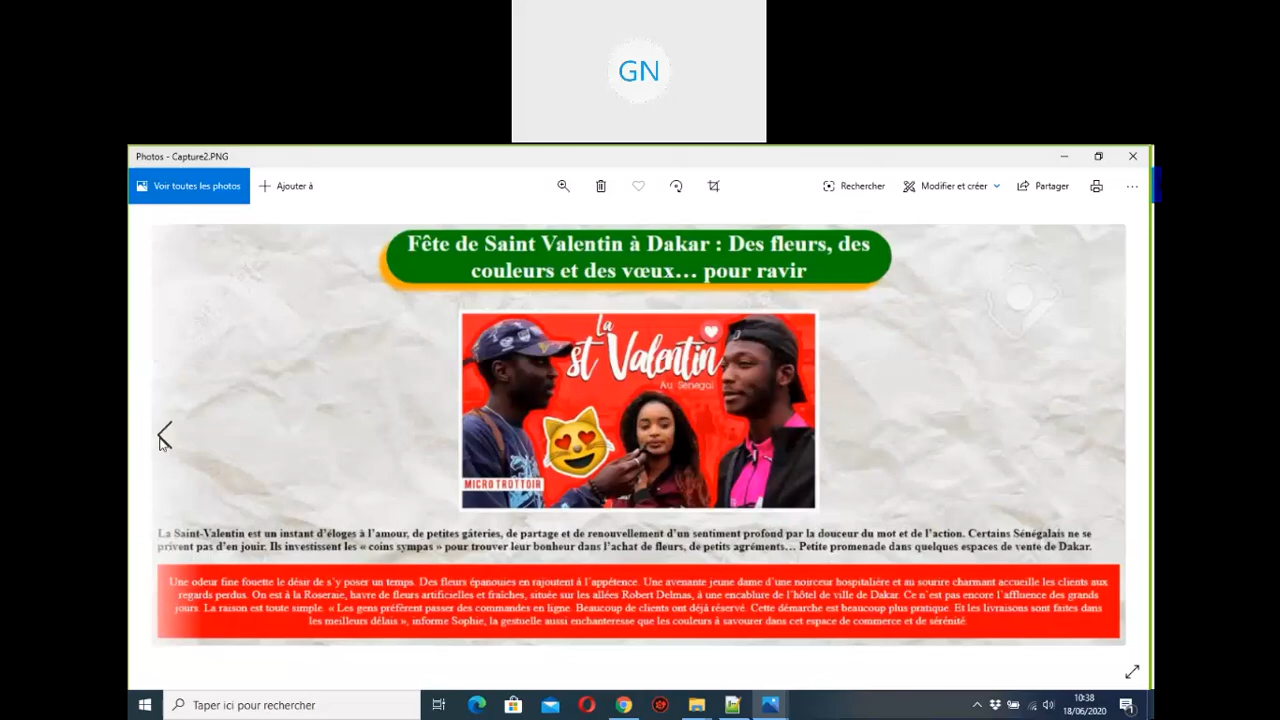 GN
Photos - Capture2.PNG
Voir toutes les photos
Ajouter à
Rechercher
Modifier et créer
Partager
Fête de Saint Valentin à Dakar : Des fleurs, des
couleurs et des vœux… pour ravir
La
st Valentin
Au Senegal
MICRO TROTTOIR
La Saint-Valentin est un instant d'éloges à l'amour, de petites gâteries, de partage et de renouvellement d'un sentiment profond par la douceur du mot et de l'action. Certains Sénégalais ne se
privent pas d'en jouir. Ils investissent les « coins sympas » pour trouver leur bonheur dans l'achat de fleurs, de petits agréments… Petite promenade dans quelques espaces de vente de Dakar.
Une odeur fine fouette le désir de s'y poser un temps. Des fleurs épanouies en rajoutent à l'appétence. Une avenante jeune dame d'une noirceur hospitalière et au sourire charmant accueille les clients aux
regards perdus. On est à la Roseraie, havre de fleurs artificielles et fraîches, située sur les allées Robert Delmas, à une encablure de l'hôtel de ville de Dakar. Ce n'est pas encore l'affluence des grands
jours. La raison est toute simple. « Les gens préfèrent passer des commandes en ligne. Beaucoup de clients ont déjà réservé. Cette démarche est beaucoup plus pratique. Et les livraisons sont faites dans
les meilleurs délais », informe Sophie, la gestuelle aussi enchanteresse que les couleurs à savourer dans cet espace de commerce et de sérénité.
Taper ici pour rechercher
10:38
18/06/2020
1